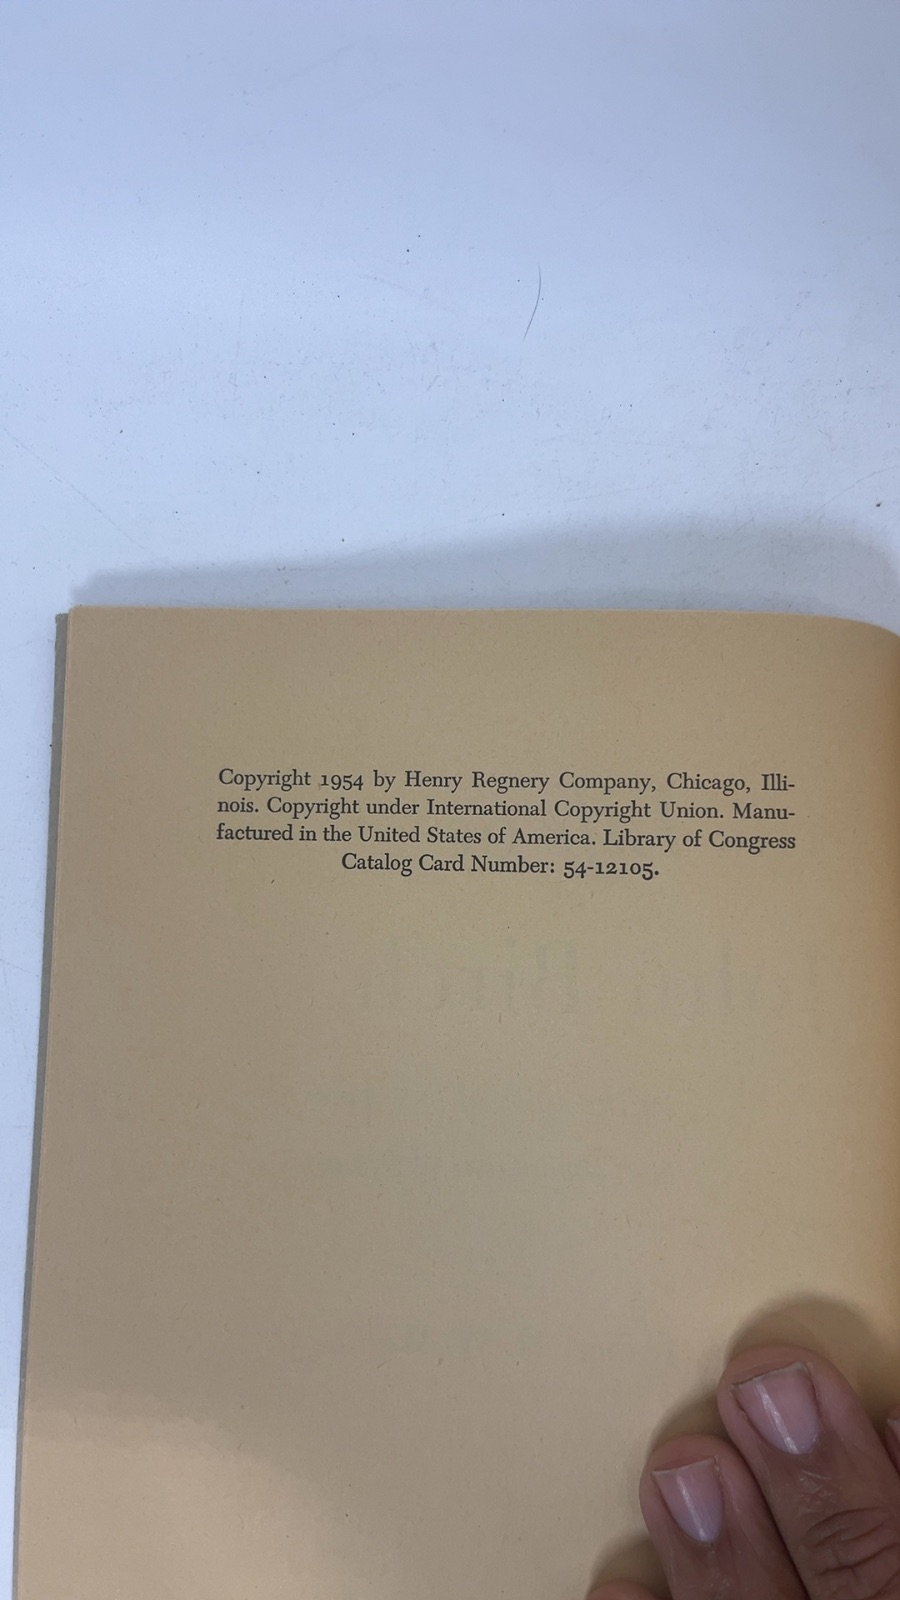 Copyright 1954 by Henry Regnery Company, Chicago, Illi-
nois. Copyright under International Copyright Union. Manu-
factured in the United States of America. Library of Congress
Catalog Card Number: 54-12105.